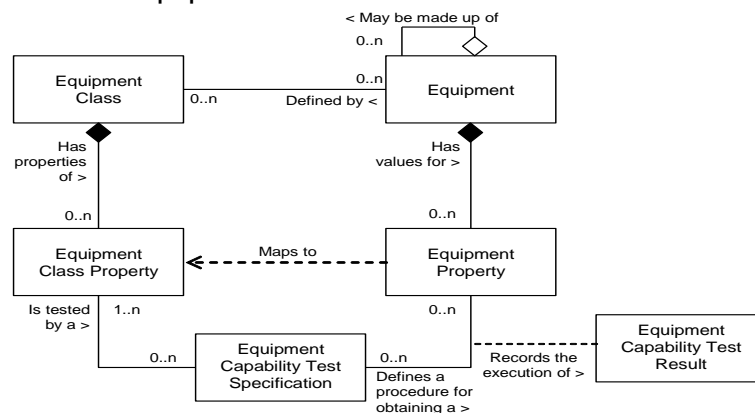 < May be made up of
0..n
Equipment
Class
0..n
Defined by <
0..n
Equipment
Has
properties
of >
Has
values for >
0..n
0..n
Equipment
Class Property
Maps to
Equipment
Property
Is tested
by a >
1..n
0..n
0..n
Equipment
Capability Test
Specification
0..n
Defines a
procedure for
obtaining a >
Records the
execution of >
Equipment
Capability Test
Result